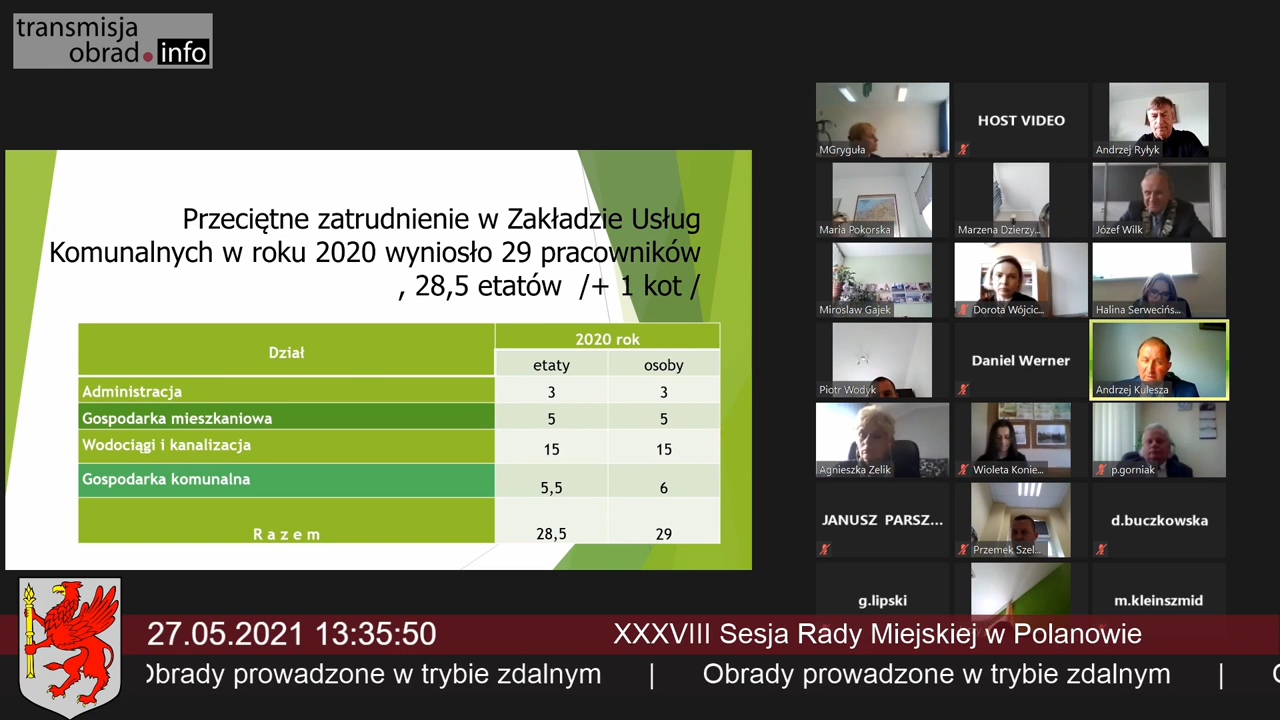 transmisja
obrad.info
Przeciętne zatrudnienie w Zakładzie Usług
Komunalnych w roku 2020 wyniosło 29 pracowników
, 28,5 etatów /+ 1 kot /
Dział
2020 rok
etaty
osoby
Administracja
3
3
Gospodarka mieszkaniowa
5
5
Wodociągi i kanalizacja
15
15
Gospodarka komunalna
5,5
6
R a z e m
28,5
29
MGryguła
HOST VIDEO
Andrzej Ryłyk
Maria Pokorska
Marzena Dzierzy...
Józef Wilk
Miroslaw Gajek
Dorota Wójcic...
Halina Serwecińs...
Piotr Wodyk
Daniel Werner
Andrzej Kulesza
Agnieszka Zelik
Wioleta Konie...
p.gorniak
JANUSZ PARSZ...
Przemek Szel...
d.buczkowska
g.lipski
m.kleinszmid
27.05.2021 13:35:50
XXXVIII Sesja Rady Miejskiej w Polanowie
Obrady prowadzone w trybie zdalnym | Obrady prowadzone w trybie zdalnym |